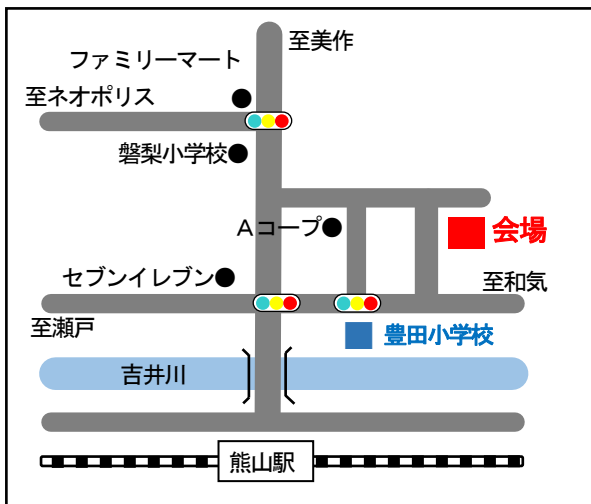 至美作
ファミリーマート
至ネオポリス
磐梨小学校
Aコープ
会場
セブンイレブン
至和気
至瀬戸
豊田小学校
吉井川
熊山駅